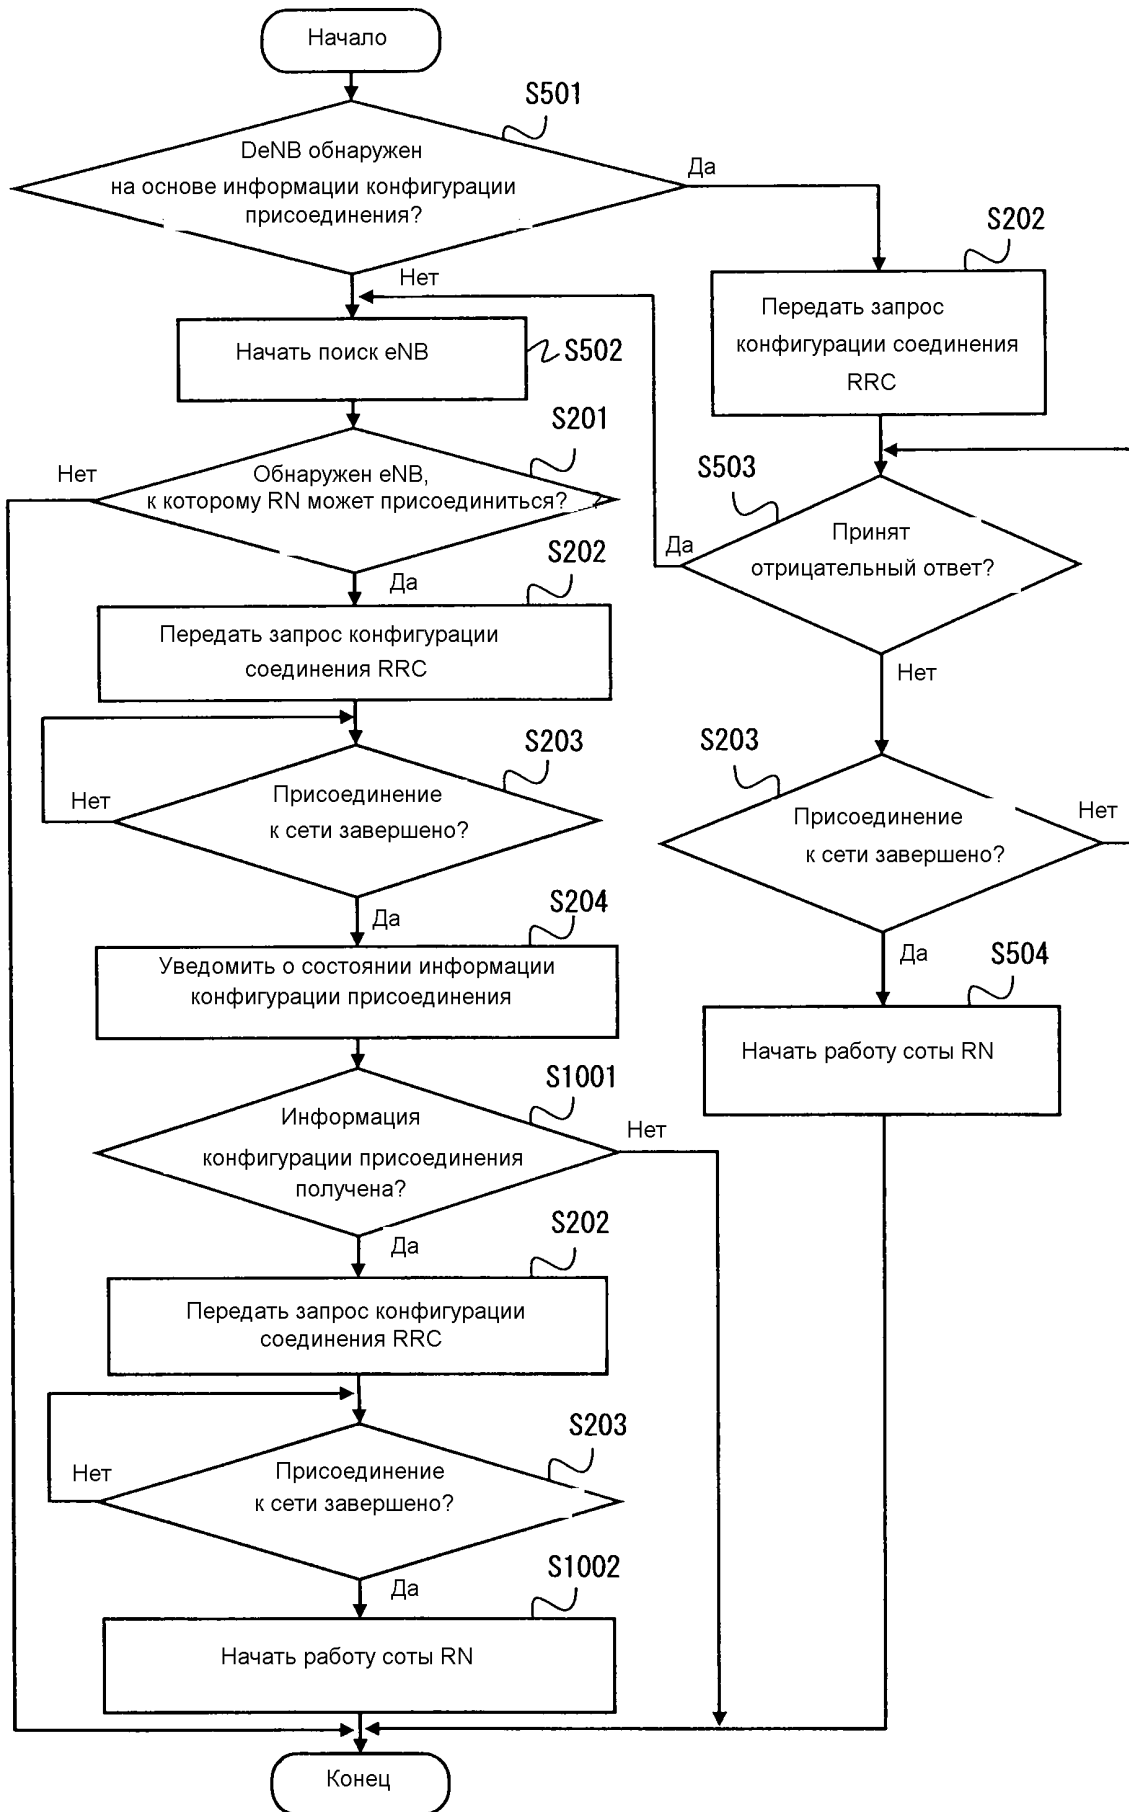 Начало
S501
DeNB обнаружен
на основе информации конфигурации
присоединения?
Да
Нет
S202
Передать запрос
конфигурации соединения
RRC
Начать поиск eNB
S502
S201
Нет
Обнаружен eNB,
к которому RN может присоединиться?
Да
S503
Да
Принят
отрицательный ответ?
Нет
S202
Передать запрос конфигурации
соединения RRC
S203
Нет
Присоединение
к сети завершено?
Да
S203
Нет
Присоединение
к сети завершено?
Да
S204
Уведомить о состоянии информации
конфигурации присоединения
S504
Начать работу соты RN
S1001
Информация
конфигурации присоединения
получена?
Нет
Да
S202
Передать запрос конфигурации
соединения RRC
S203
Нет
Присоединение
к сети завершено?
Да
S1002
Начать работу соты RN
Конец